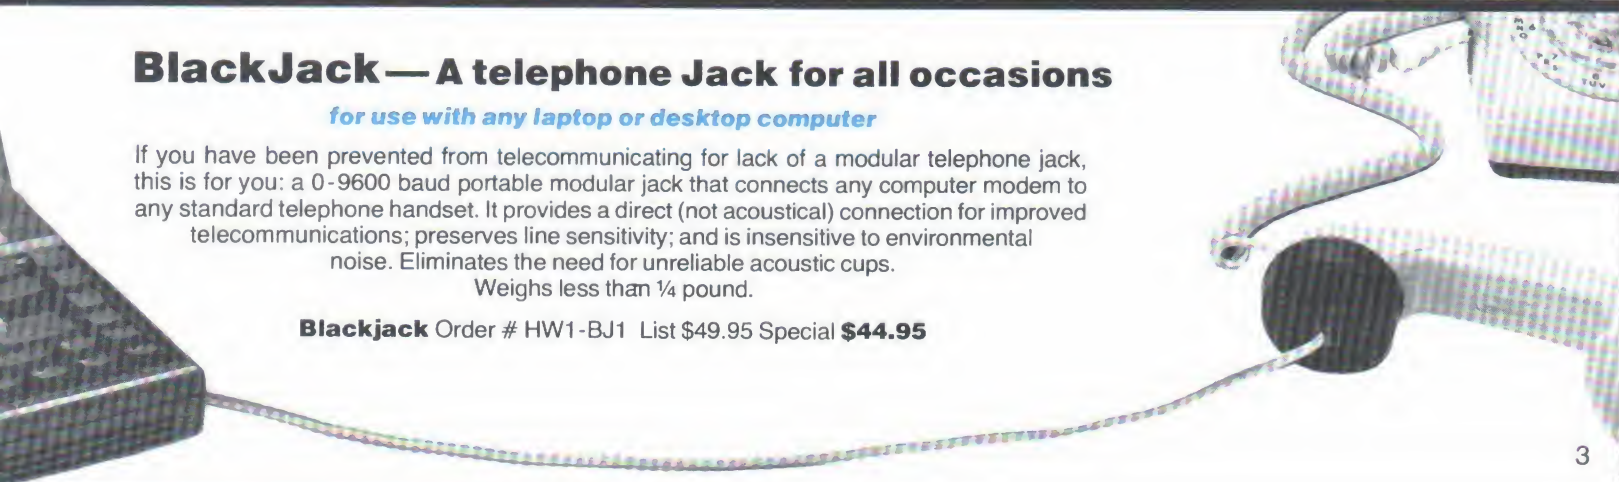 BlackJack—A telephone Jack for all occasions
for use with any laptop or desktop computer
If you have been prevented from telecommunicating for lack of a modular telephone jack,
this is for you: a 0-9600 baud portable modular jack that connects any computer modem to
any standard telephone handset. It provides a direct (not acoustical) connection for improved
telecommunications; preserves line sensitivity; and is insensitive to environmental
noise. Eliminates the need for unreliable acoustic cups.
Weighs less than ¼ pound.
Blackjack Order # HW1-BJ1 List $49.95 Special $44.95
3